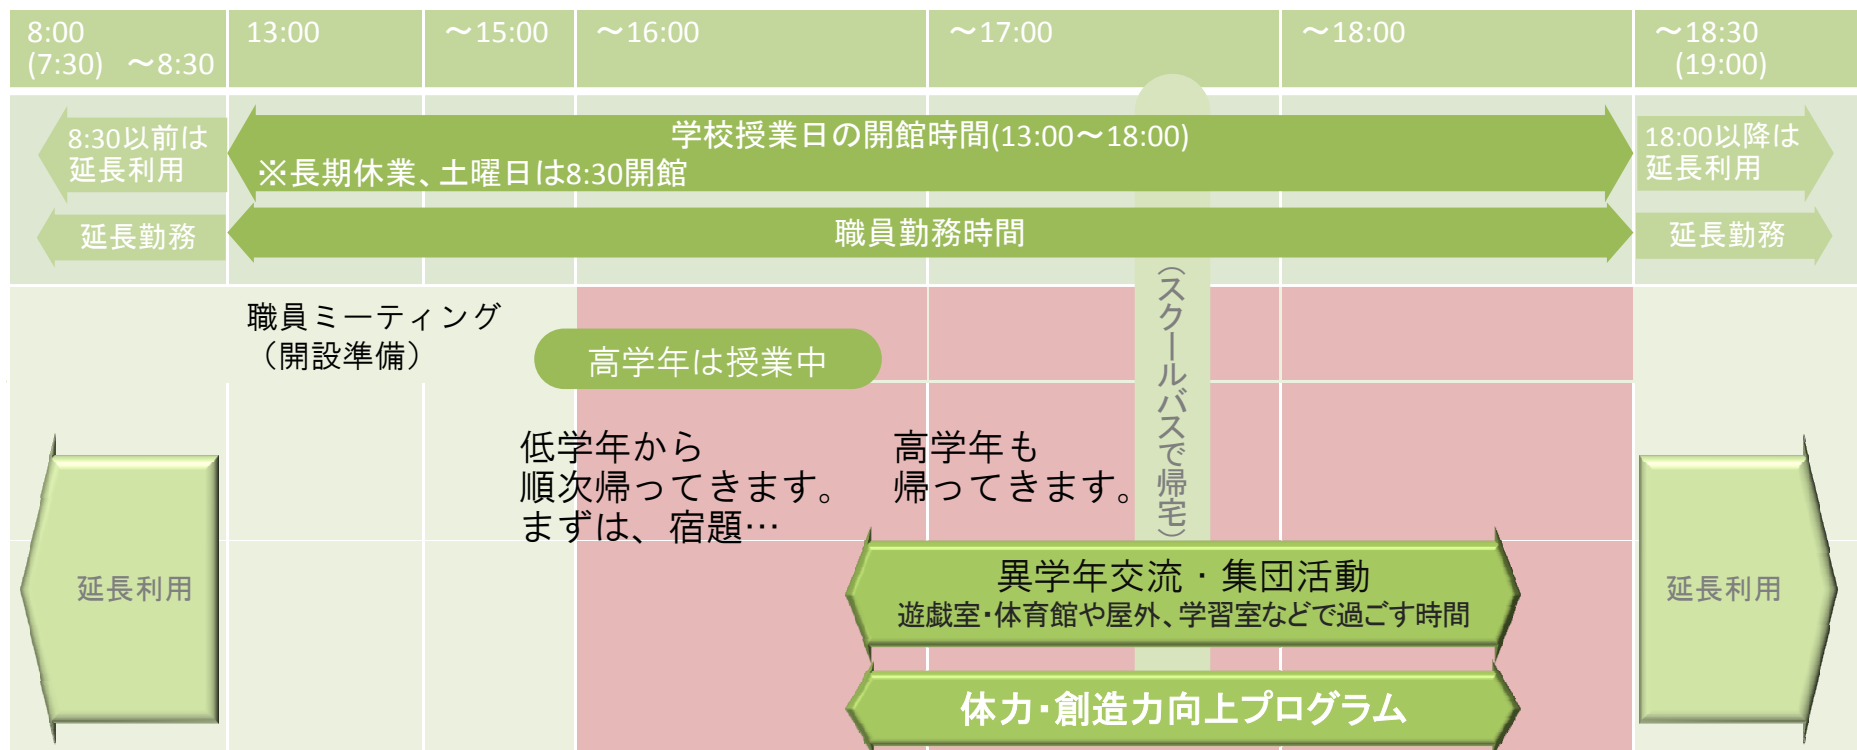 8:00
(7:30) ～8:30
13:00
～15:00
～16:00
～17:00
～18:00
～18:30
(19:00)
8:30以前は
延長利用
学校授業日の開館時間(13:00～18:00)
※長期休業、土曜日は8:30開館
18:00以降は
延長利用
延長勤務
職員勤務時間
延長勤務
職員ミーティング
（開設準備）
高学年は授業中
（スクールバスで帰宅）
低学年から
順次帰ってきます。
まずは、宿題…
高学年も
帰ってきます。
延長利用
異学年交流・集団活動
遊戯室・体育館や屋外、学習室などで過ごす時間
延長利用
体力・創造力向上プログラム